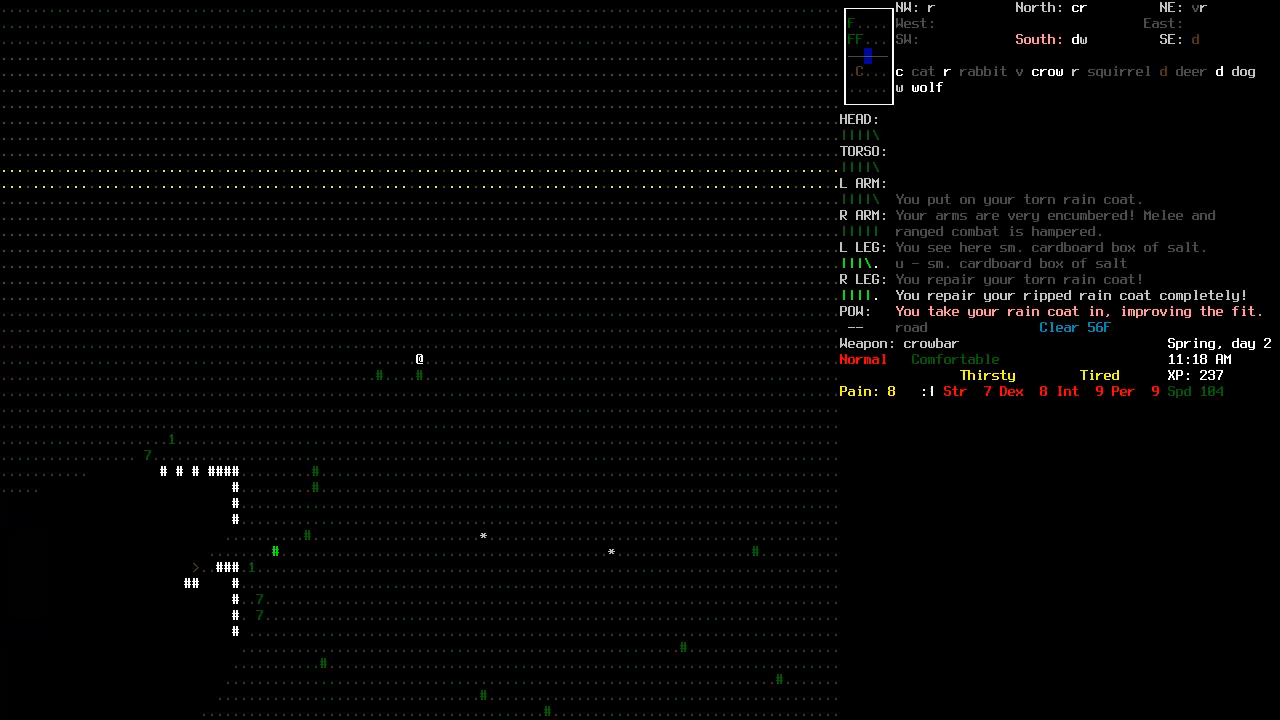 NW: r North: cr NE: vr
West: East:
SW: South: dw SE: d
c cat r rabbit v crow r squirrel d deer d dog
w wolf
HEAD:
TORSO:
L ARM:
You put on your torn rain coat.
R ARM: Your arms are very encumbered! Melee and
ranged combat is hampered.
L LEG: You see here sm. cardboard box of salt.
u - sm. cardboard box of salt
R LEG: You repair your torn rain coat!
You repair your ripped rain coat completely!
POW: You take your rain coat in, improving the fit.
-- road Clear 56F
Weapon: crowbar Spring, day 2
Normal Comfortable 11:18 AM
Thirsty Tired XP: 237
Pain: 8 :| Str 7 Dex 8 Int 9 Per 9 Spd 104